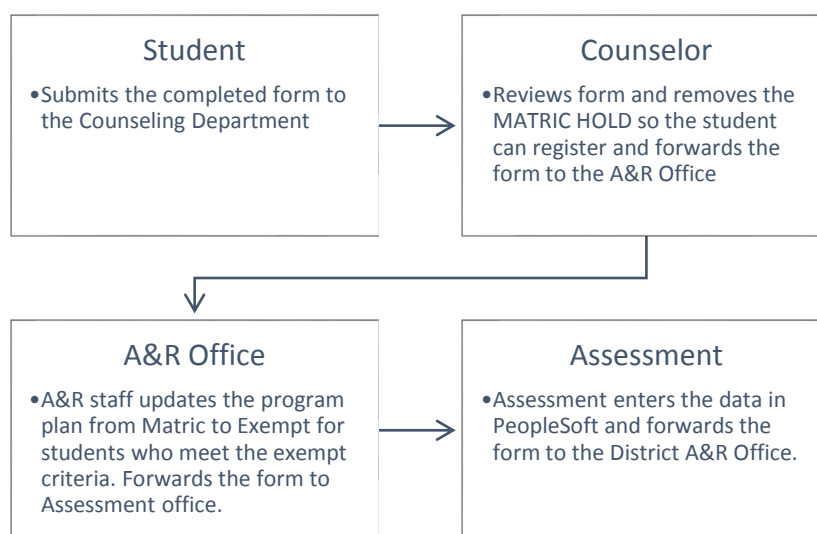 Student
•Submits the completed form to
the Counseling Department
Counselor
•Reviews form and removes the
MATRIC HOLD so the student
can register and forwards the
form to the A&R Office
A&R Office
•A&R staff updates the program
plan from Matric to Exempt for
students who meet the exempt
criteria. Forwards the form to
Assessment office.
Assessment
•Assessment enters the data in
PeopleSoft and forwards the
form to the District A&R Office.